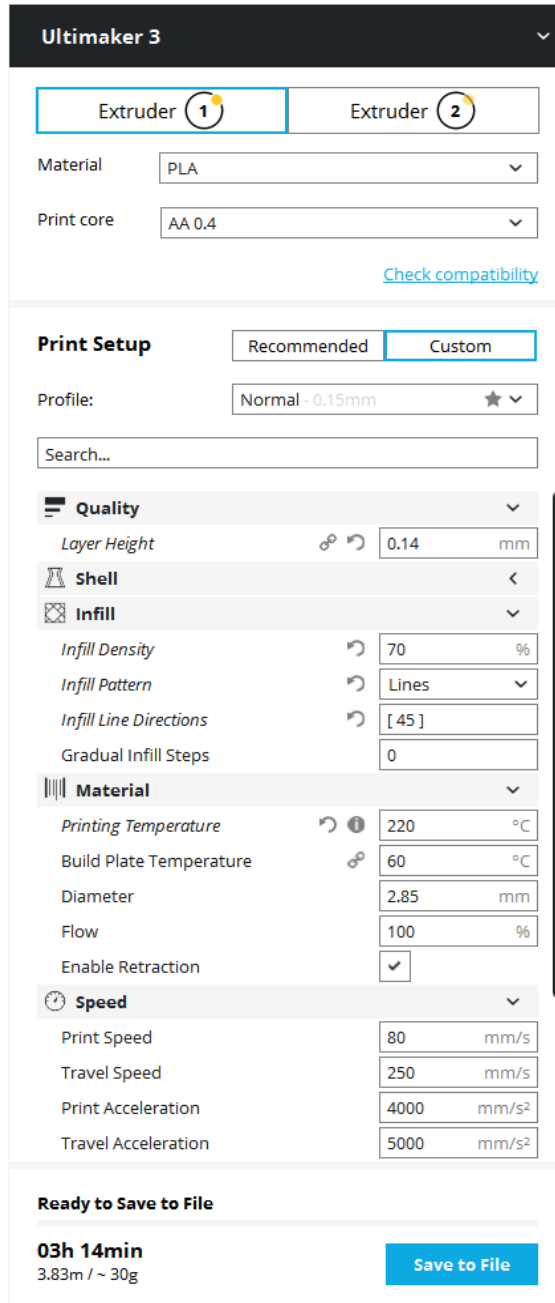 Ultimaker 3
Extruder 1 Extruder 2
Material PLA
Print core AA 0.4
Check compatibility
Print Setup Recommended Custom
Profile: Normal - 0.15mm
Search...
Quality
Layer Height 0.14 mm
Shell
Infill
Infill Density 70 %
Infill Pattern Lines
Infill Line Directions [ 45 ]
Gradual Infill Steps 0
Material
Printing Temperature 220 °C
Build Plate Temperature 60 °C
Diameter 2.85 mm
Flow 100 %
Enable Retraction
Speed
Print Speed 80 mm/s
Travel Speed 250 mm/s
Print Acceleration 4000 mm/s²
Travel Acceleration 5000 mm/s²
Ready to Save to File
03h 14min
3.83m / ~ 30g
Save to File